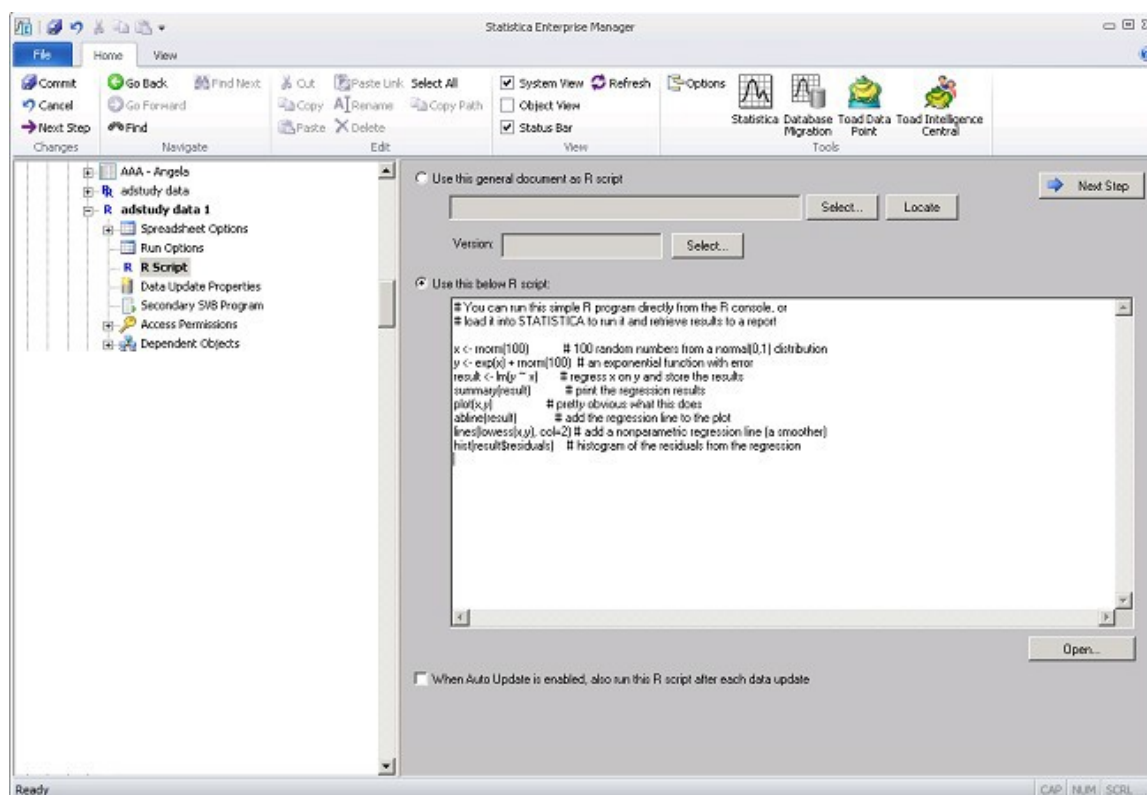 Statistica Enterprise Manager
File Home View
Commit Go Back Find Next Cut Paste Link Select All System View Refresh Options
Cancel Go Forward Copy Rename Copy Path Object View
Next Step Find Paste Delete Status Bar
Statistica Database Migration Toad Data Point Toad Intelligence Central
Changes Navigate Edit View Tools
AAA - Angela
adstudy data
R adstudy data 1
Spreadsheet Options
Run Options
R R Script
Data Update Properties
Secondary SVB Program
Access Permissions
Dependent Objects
Use this general document as R script
Next Step
Select... Locate
Version: Select...
Use this below R script:
# You can run this simple R program directly from the R console, or
# load it into STATISTICA to run it and retrieve results to a report
x <- rnorm(100) # 100 random numbers from a normal(0,1) distribution
y <- exp(x) + rnorm(100) # an exponential function with error
result <- lm(y ~ x) # regress x on y and store the results
summary(result) # print the regression results
plot(x,y) # pretty obvious what this does
abline(result) # add the regression line to the plot
lines(lowess(x,y), col=2) # add a nonparametric regression line (a smoother)
hist(result$residuals) # histogram of the residuals from the regression
Open...
When Auto Update is enabled, also run this R script after each data update
Ready CAP NUM SCRL